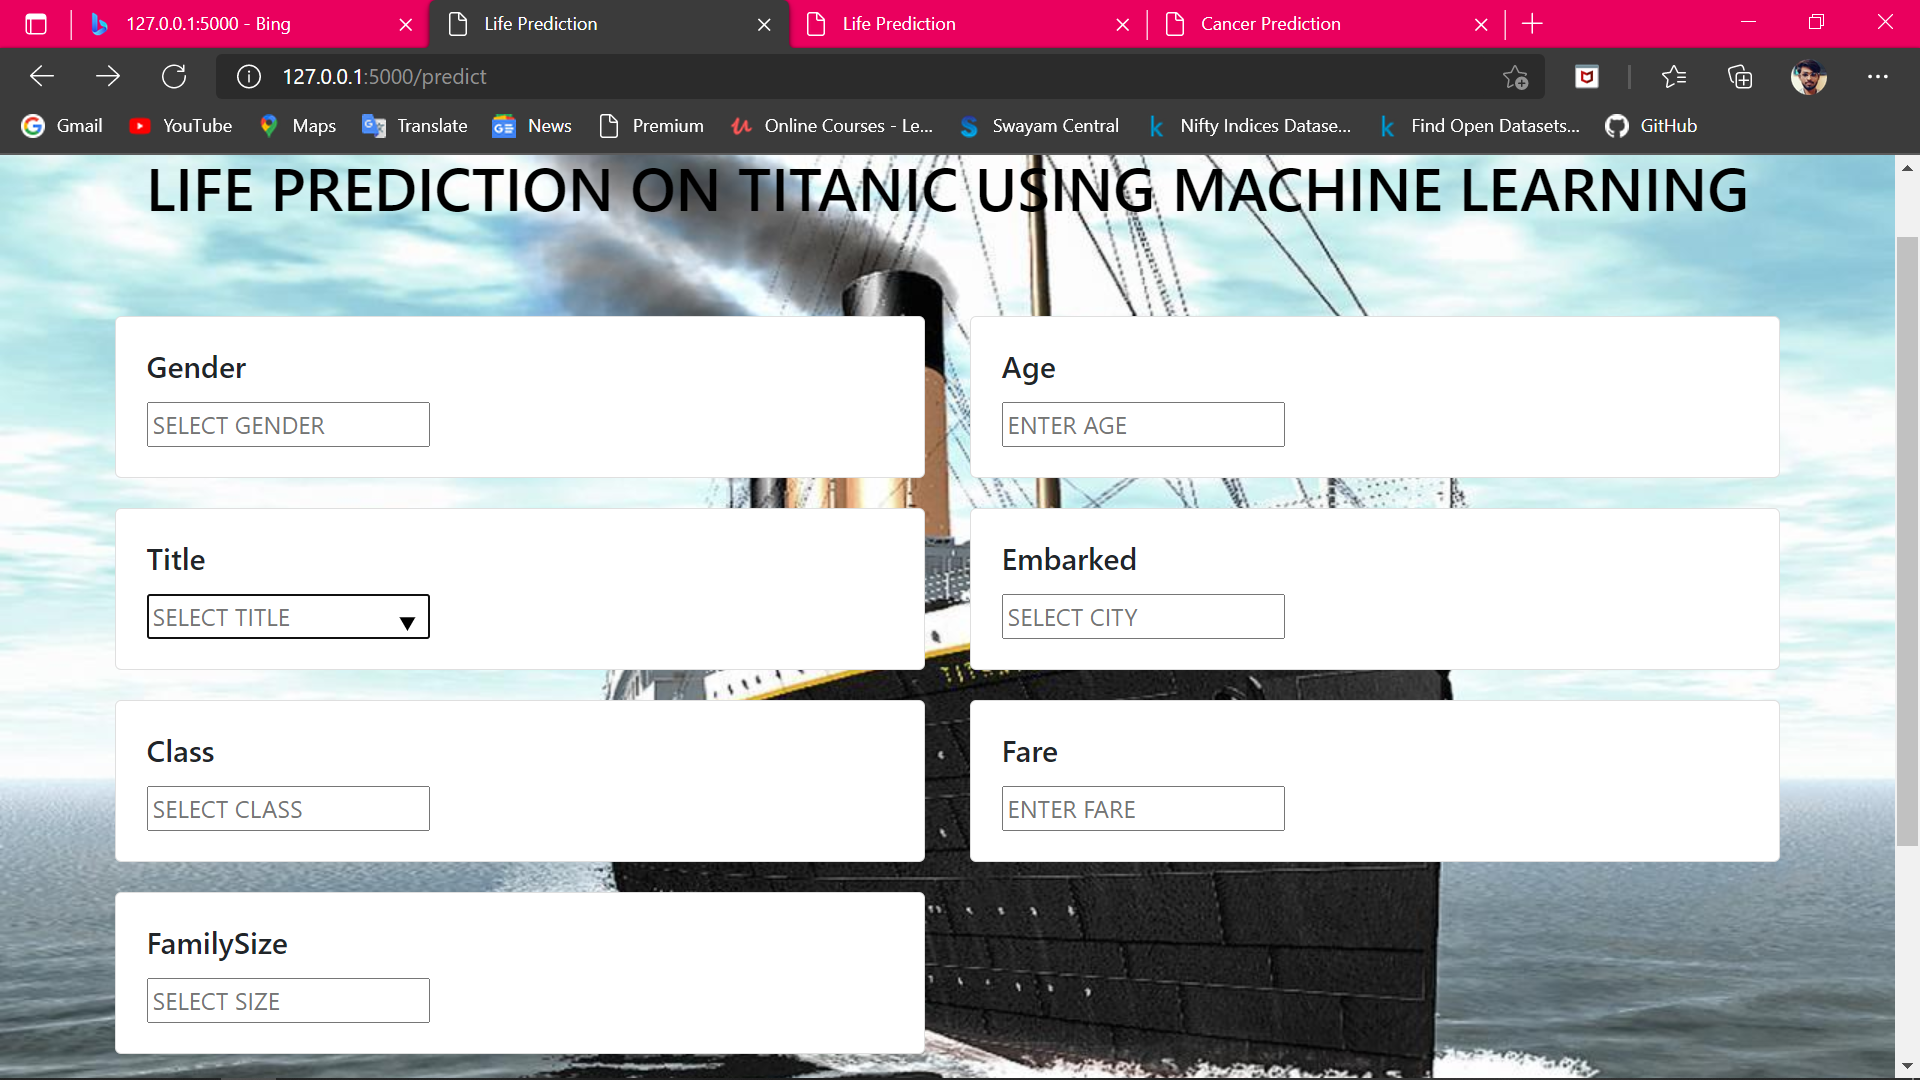 127.0.0.1:5000 - Bing
Life Prediction
Life Prediction
Cancer Prediction
127.0.0.1:5000/predict
Gmail
YouTube
Maps
Translate
News
Premium
Online Courses - Le...
Swayam Central
Nifty Indices Datase...
Find Open Datasets...
GitHub
LIFE PREDICTION ON TITANIC USING MACHINE LEARNING
Gender
SELECT GENDER
Age
ENTER AGE
Title
SELECT TITLE
Embarked
SELECT CITY
Class
SELECT CLASS
Fare
ENTER FARE
FamilySize
SELECT SIZE